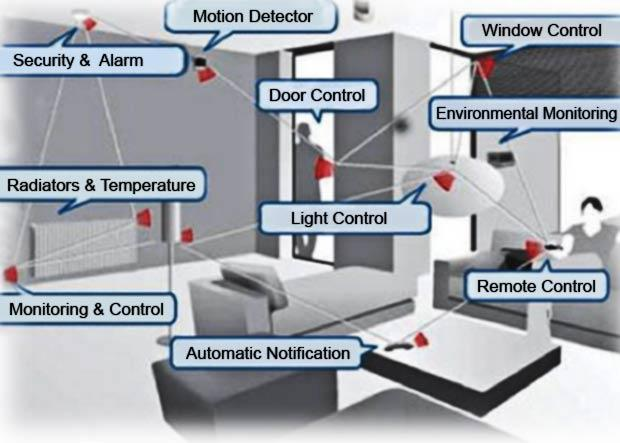 Motion Detector
Window Control
Security & Alarm
Door Control
Environmental Monitoring
Radiators & Temperature
Light Control
Remote Control
Monitoring & Control
Automatic Notification